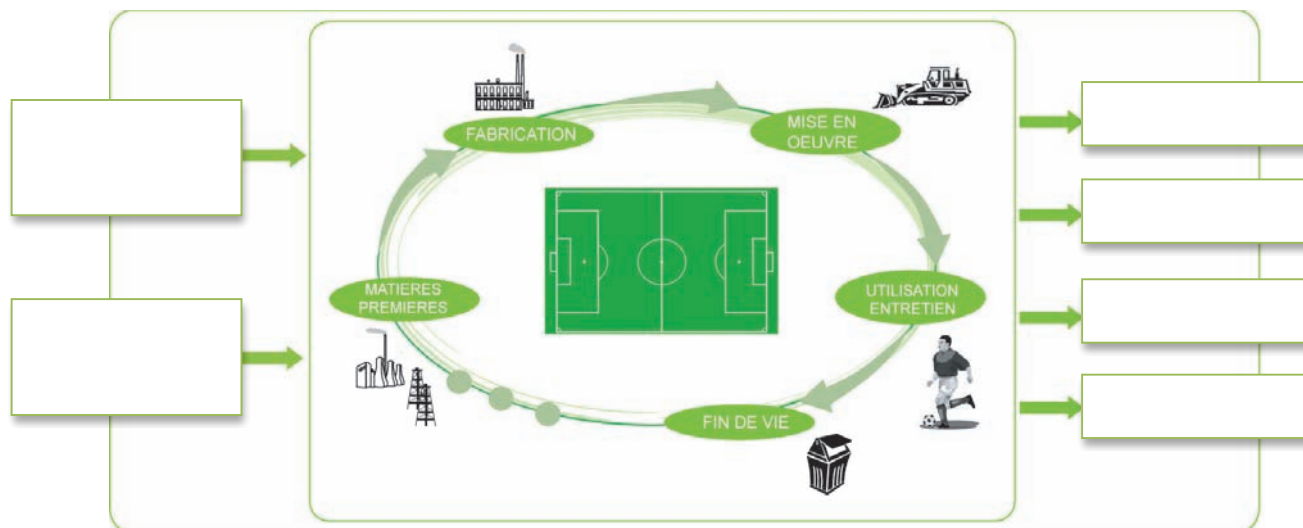 FABRICATION
MISE EN
OEUVRE
MATIERES
PREMIERES
UTILISATION
ENTRETIEN
FIN DE VIE